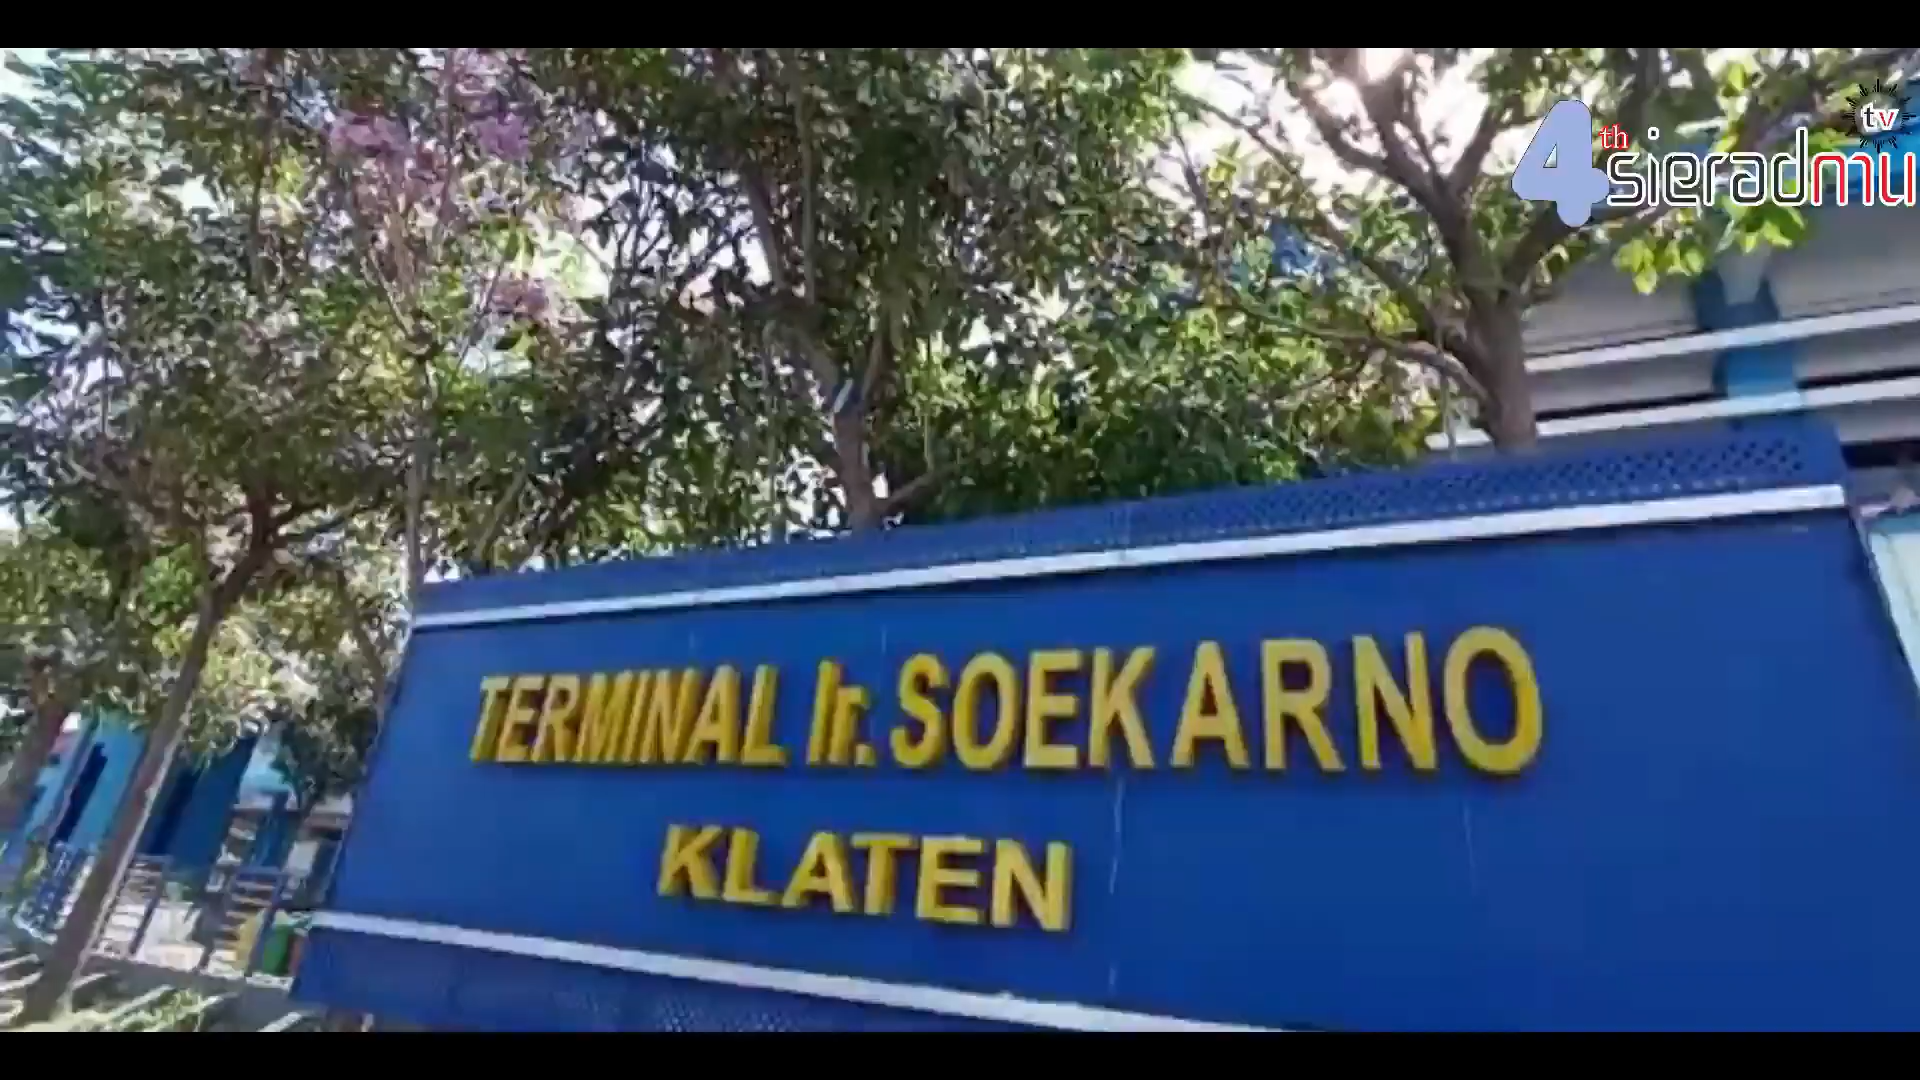 tv
4th sieradmu
TERMINAL Ir. SOEKARNO
KLATEN